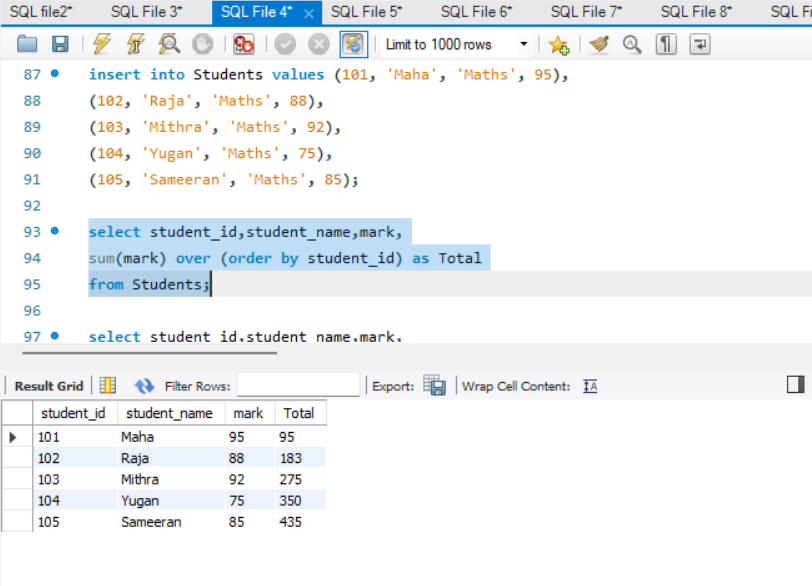 SQL file2* SQL File 3* SQL File 4* × SQL File 5* SQL File 6* SQL File 7* SQL File 8* SQL Fi
Limit to 1000 rows
87 insert into Students values (101, 'Maha', 'Maths', 95),
88 (102, 'Raja', 'Maths', 88),
89 (103, 'Mithra', 'Maths', 92),
90 (104, 'Yugan', 'Maths', 75),
91 (105, 'Sameeran', 'Maths', 85);
92
93 select student_id,student_name,mark,
94 sum(mark) over (order by student_id) as Total
95 from Students;
96
97 select student_id,student_name,mark,
Result Grid Filter Rows: Export: Wrap Cell Content:
student_id student_name mark Total
101 Maha 95 95
102 Raja 88 183
103 Mithra 92 275
104 Yugan 75 350
105 Sameeran 85 435